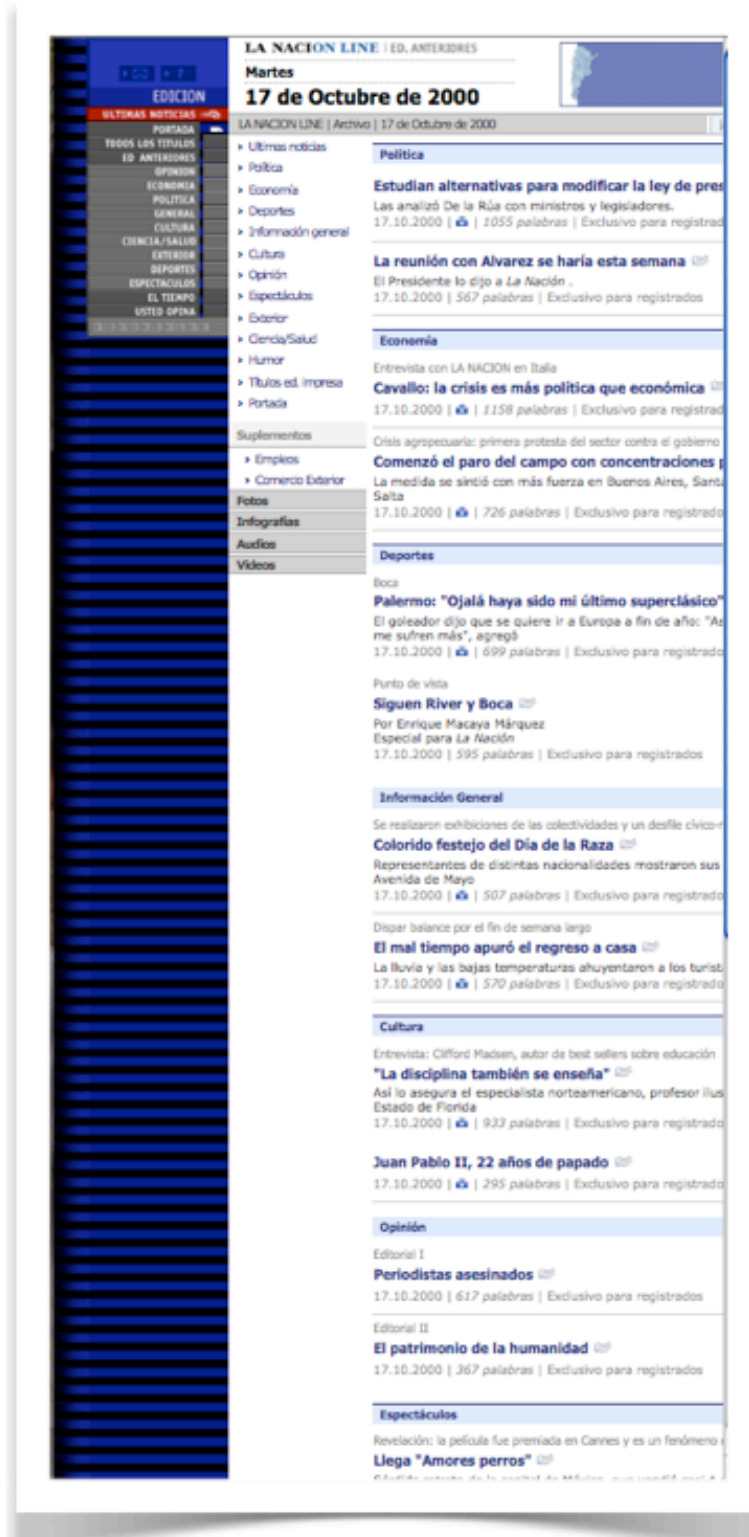 LA NACION LINE | ED. ANTERIORES
Martes
17 de Octubre de 2000
EDICION
ULTIMAS NOTICIAS
PORTADA
TODOS LOS TITULOS
ED ANTERIORES
OPINION
ECONOMIA
POLITICA
GENERAL
CULTURA
CIENCIA/SALUD
EXTERIOR
DEPORTES
ESPECTACULOS
EL TIEMPO
USTED OPINA
LA NACION LINE | Archivo | 17 de Octubre de 2000
Ultimas noticias
Política
Economía
Deportes
Información general
Cultura
Opinión
Espectáculos
Exterior
Ciencia/Salud
Humor
Títulos ed. impresa
Portada
Suplementos
Empleos
Comercio Exterior
Fotos
Infografías
Audios
Videos
Política
Estudian alternativas para modificar la ley de pres
Las analizó De la Rúa con ministros y legisladores.
17.10.2000 | | 1055 palabras | Exclusivo para registrad
La reunión con Alvarez se haría esta semana
El Presidente lo dijo a La Nación .
17.10.2000 | 567 palabras | Exclusivo para registrados
Economía
Entrevista con LA NACION en Italia
Cavallo: la crisis es más política que económica
17.10.2000 | | 1158 palabras | Exclusivo para registrad
Crisis agropecuaria: primera protesta del sector contra el gobierno
Comenzó el paro del campo con concentraciones p
La medida se sintió con más fuerza en Buenos Aires, Santa
Salta
17.10.2000 | | 726 palabras | Exclusivo para registrado
Deportes
Boca
Palermo: "Ojalá haya sido mi último superclásico"
El goleador dijo que se quiere ir a Europa a fin de año: "As
me sufren más", agregó
17.10.2000 | | 699 palabras | Exclusivo para registrado
Punto de vista
Siguen River y Boca
Por Enrique Macaya Márquez
Especial para La Nación
17.10.2000 | 595 palabras | Exclusivo para registrados
Información General
Se realizaron exhibiciones de las colectividades y un desfile cívico-
Colorido festejo del Día de la Raza
Representantes de distintas nacionalidades mostraron sus
Avenida de Mayo
17.10.2000 | | 507 palabras | Exclusivo para registrado
Dispar balance por el fin de semana largo
El mal tiempo apuró el regreso a casa
La lluvia y las bajas temperaturas ahuyentaron a los turist
17.10.2000 | | 570 palabras | Exclusivo para registrado
Cultura
Entrevista: Clifford Madsen, autor de best sellers sobre educación
"La disciplina también se enseña"
Así lo asegura el especialista norteamericano, profesor ilus
Estado de Florida
17.10.2000 | | 933 palabras | Exclusivo para registrado
Juan Pablo II, 22 años de papado
17.10.2000 | | 295 palabras | Exclusivo para registrado
Opinión
Editorial I
Periodistas asesinados
17.10.2000 | 617 palabras | Exclusivo para registrados
Editorial II
El patrimonio de la humanidad
17.10.2000 | 367 palabras | Exclusivo para registrados
Espectáculos
Revelación: la película fue premiada en Cannes y es un fenómeno
Llega "Amores perros"